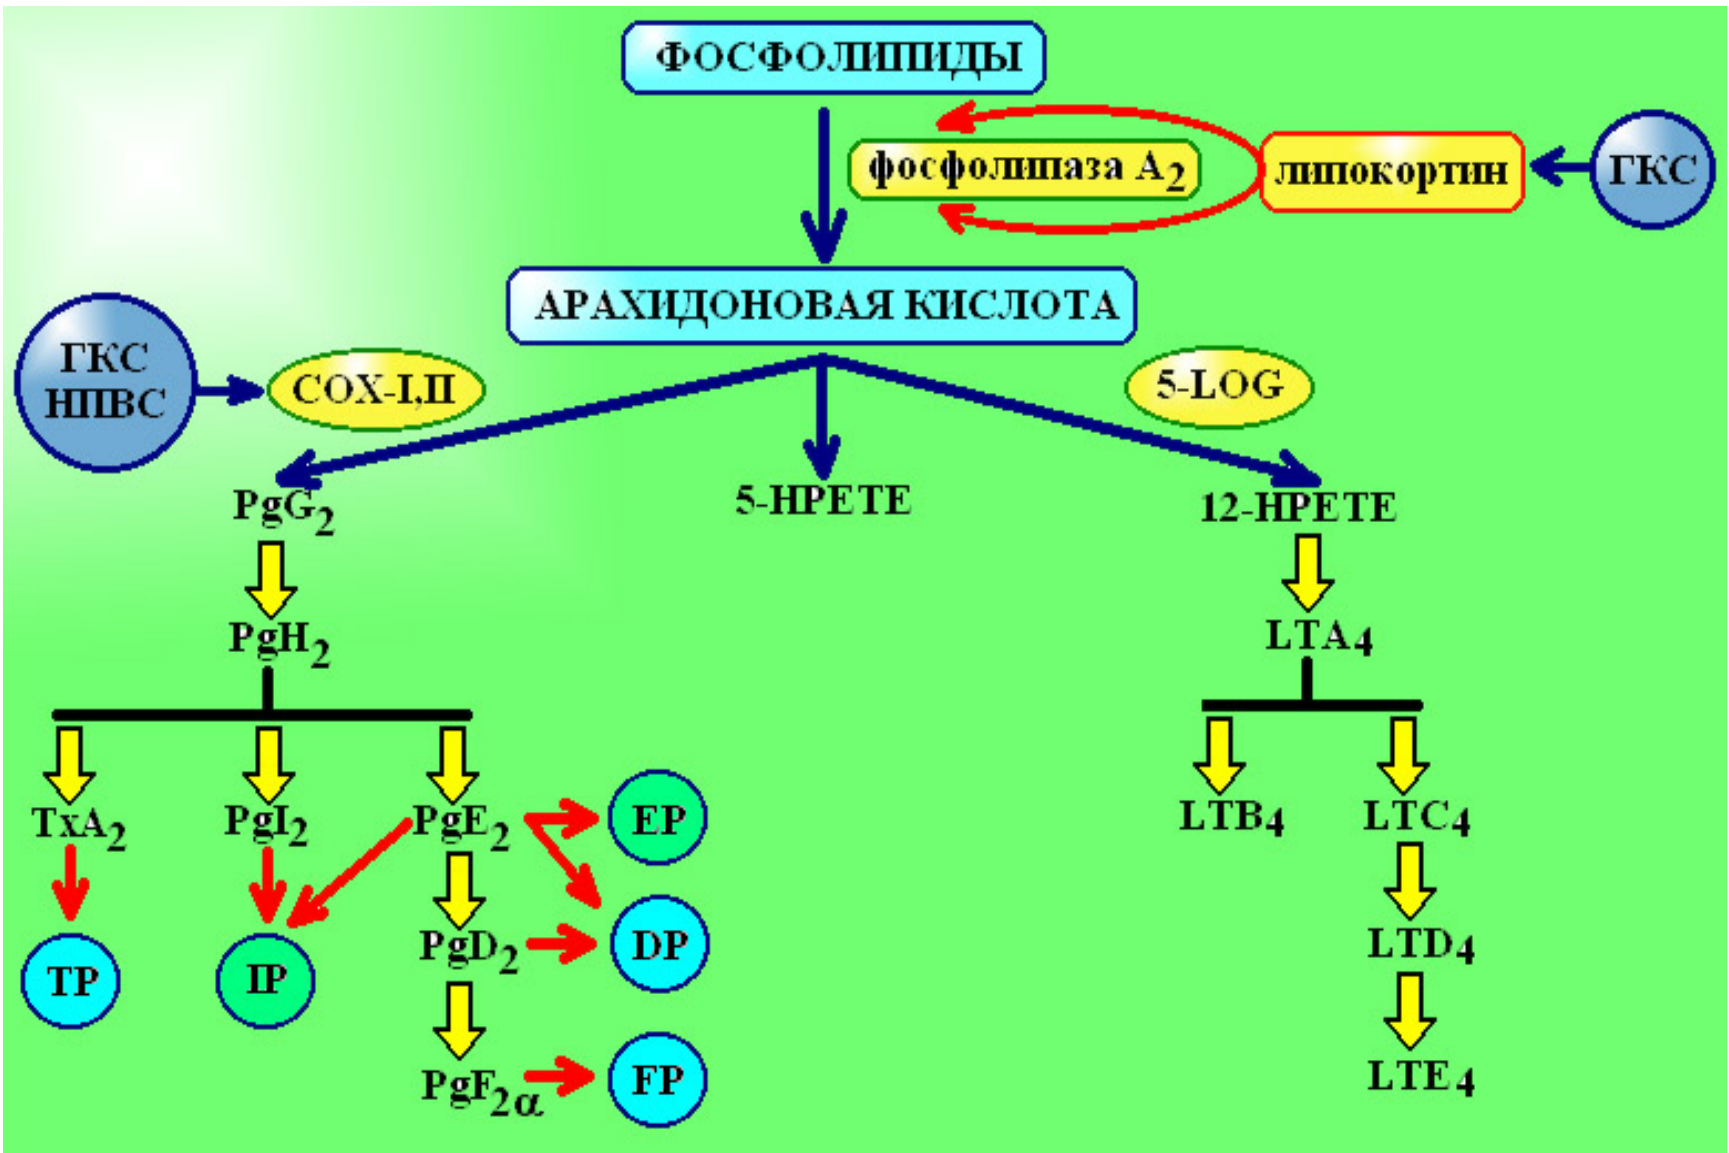 ФОСФОЛИПИДЫ
фосфолипаза А2
липокортин
ГКС
АРАХИДОНОВАЯ КИСЛОТА
ГКС
НПВС
COX-I,II
5-LOG
PgG2
5-HPETE
12-HPETE
PgH2
LTA4
TxA2
PgI2
PgE2
EP
LTB4
LTC4
PgD2
DP
LTD4
TP
IP
PgF2α
FP
LTE4